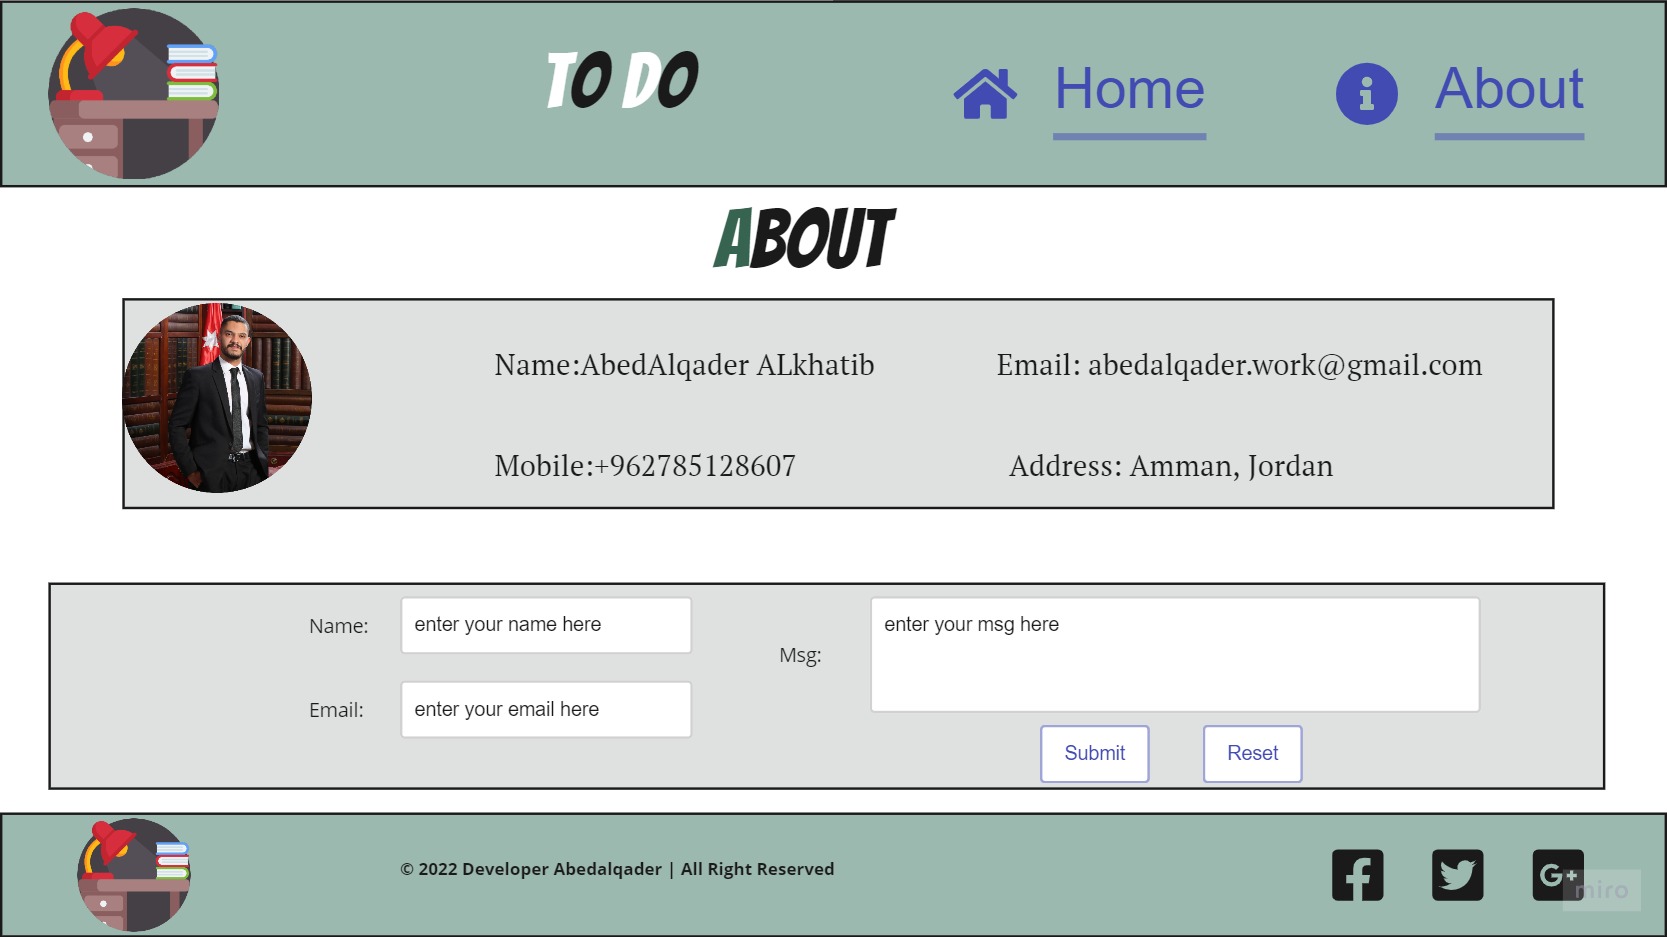 TO DO
Home
About
ABOUT
Name:AbedAlqader ALkhatib
Email: abedalqader.work@gmail.com
Mobile:+962785128607
Address: Amman, Jordan
Name:
enter your name here
Msg:
enter your msg here
Email:
enter your email here
Submit
Reset
© 2022 Developer Abedalqader | All Right Reserved
G+
miro